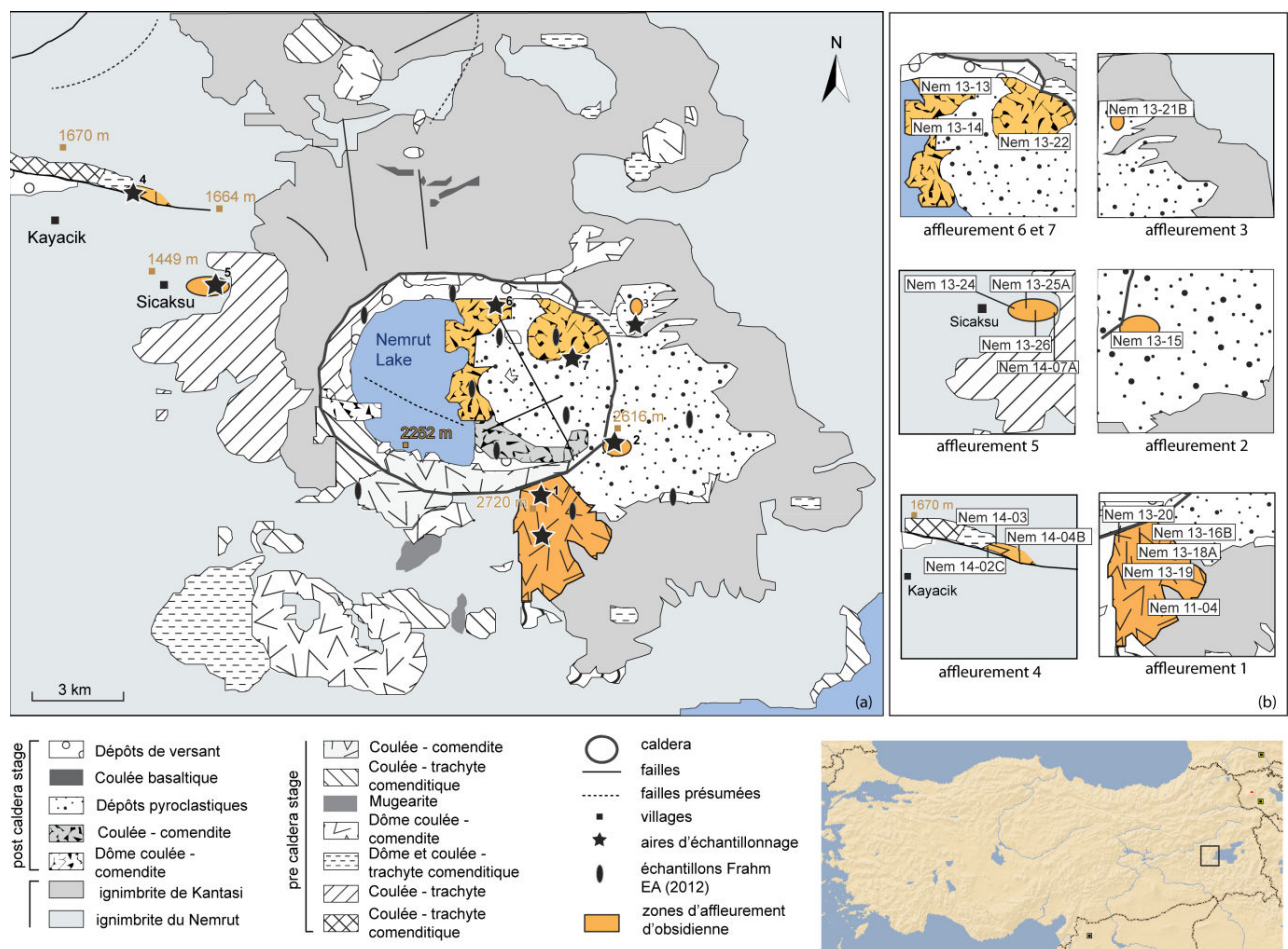 N
1670 m
4
1664 m
Kayacik
1449 m
5
Sicaksu
6
3
Nemrut
Lake
7
2616 m
2
2252 m
1
2720 m
3 km
(a)
Nem 13-13
Nem 13-14
Nem 13-22
affleurement 6 et 7
Nem 13-21B
affleurement 3
Nem 13-24
Nem 13-25A
Sicaksu
Nem 13-26
Nem 14-07A
affleurement 5
Nem 13-15
affleurement 2
1670 m
Nem 14-03
Nem 14-04B
Nem 14-02C
Kayacik
affleurement 4
Nem 13-20
Nem 13-16B
Nem 13-18A
Nem 13-19
Nem 11-04
affleurement 1
(b)
post caldera stage
Dépôts de versant
Coulée basaltique
Dépôts pyroclastiques
Coulée - comendite
Dôme coulée -
comendite
ignimbrite de Kantasi
ignimbrite du Nemrut
pre caldera stage
Coulée - comendite
Coulée - trachyte
comenditique
Mugearite
Dôme coulée -
comendite
Dôme et coulée -
trachyte comenditique
Coulée - trachyte
Coulée - trachyte
comenditique
caldera
failles
failles présumées
villages
aires d'échantillonnage
échantillons Frahm
EA (2012)
zones d'affleurement
d'obsidienne